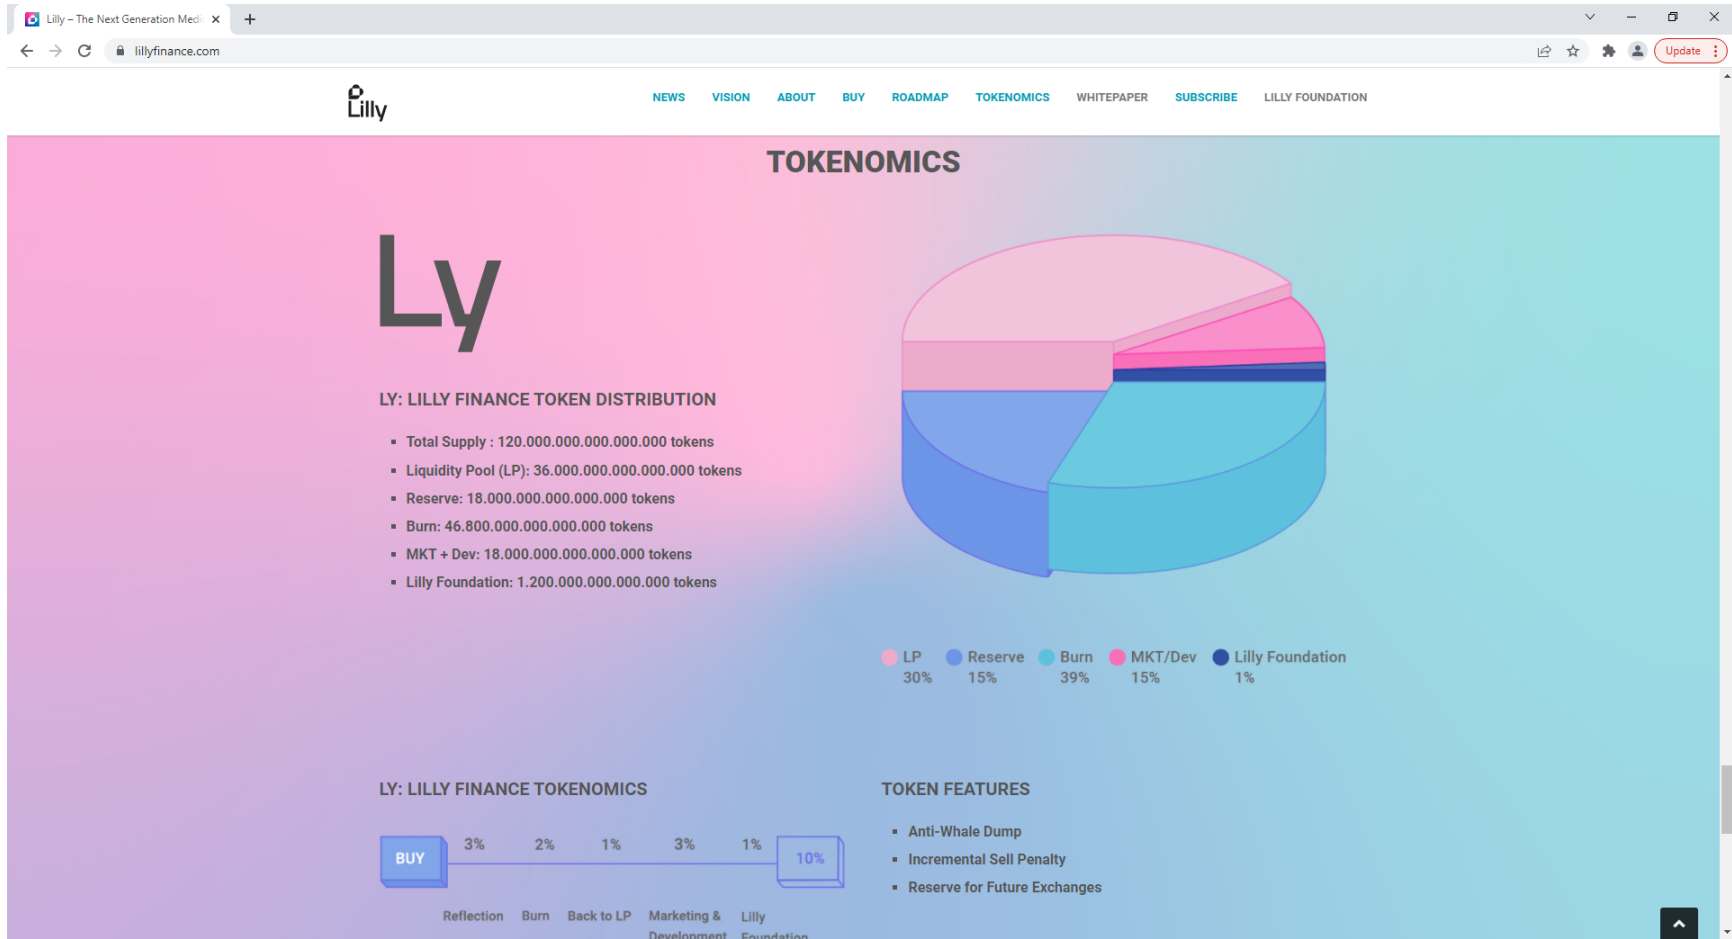 Lilly – The Next Generation Medi
lillyfinance.com
Update
Lilly
NEWS VISION ABOUT BUY ROADMAP TOKENOMICS WHITEPAPER SUBSCRIBE LILLY FOUNDATION
TOKENOMICS
Ly
LY: LILLY FINANCE TOKEN DISTRIBUTION
Total Supply : 120.000.000.000.000.000 tokens
Liquidity Pool (LP): 36.000.000.000.000.000 tokens
Reserve: 18.000.000.000.000.000 tokens
Burn: 46.800.000.000.000.000 tokens
MKT + Dev: 18.000.000.000.000.000 tokens
Lilly Foundation: 1.200.000.000.000.000 tokens
LP Reserve Burn MKT/Dev Lilly Foundation
30% 15% 39% 15% 1%
LY: LILLY FINANCE TOKENOMICS
BUY 3% 2% 1% 3% 1% 10%
Reflection Burn Back to LP Marketing & Lilly
Development Foundation
TOKEN FEATURES
Anti-Whale Dump
Incremental Sell Penalty
Reserve for Future Exchanges